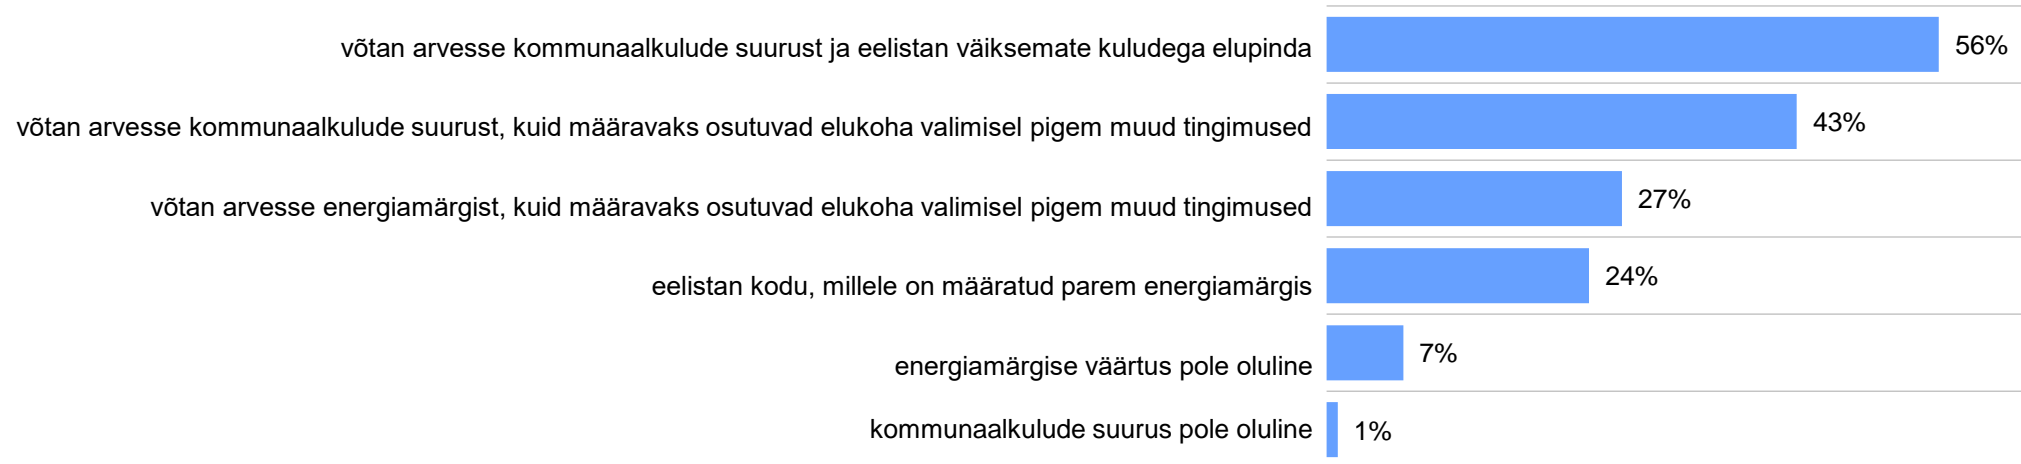 võtan arvesse kommunaalkulude suurust ja eelistan väiksemate kuludega elupinda 56%
võtan arvesse kommunaalkulude suurust, kuid määravaks osutuvad elukoha valimisel pigem muud tingimused 43%
võtan arvesse energiamärgist, kuid määravaks osutuvad elukoha valimisel pigem muud tingimused 27%
eelistan kodu, millele on määratud parem energiamärgis 24%
energiamärgise väärtus pole oluline 7%
kommunaalkulude suurus pole oluline 1%